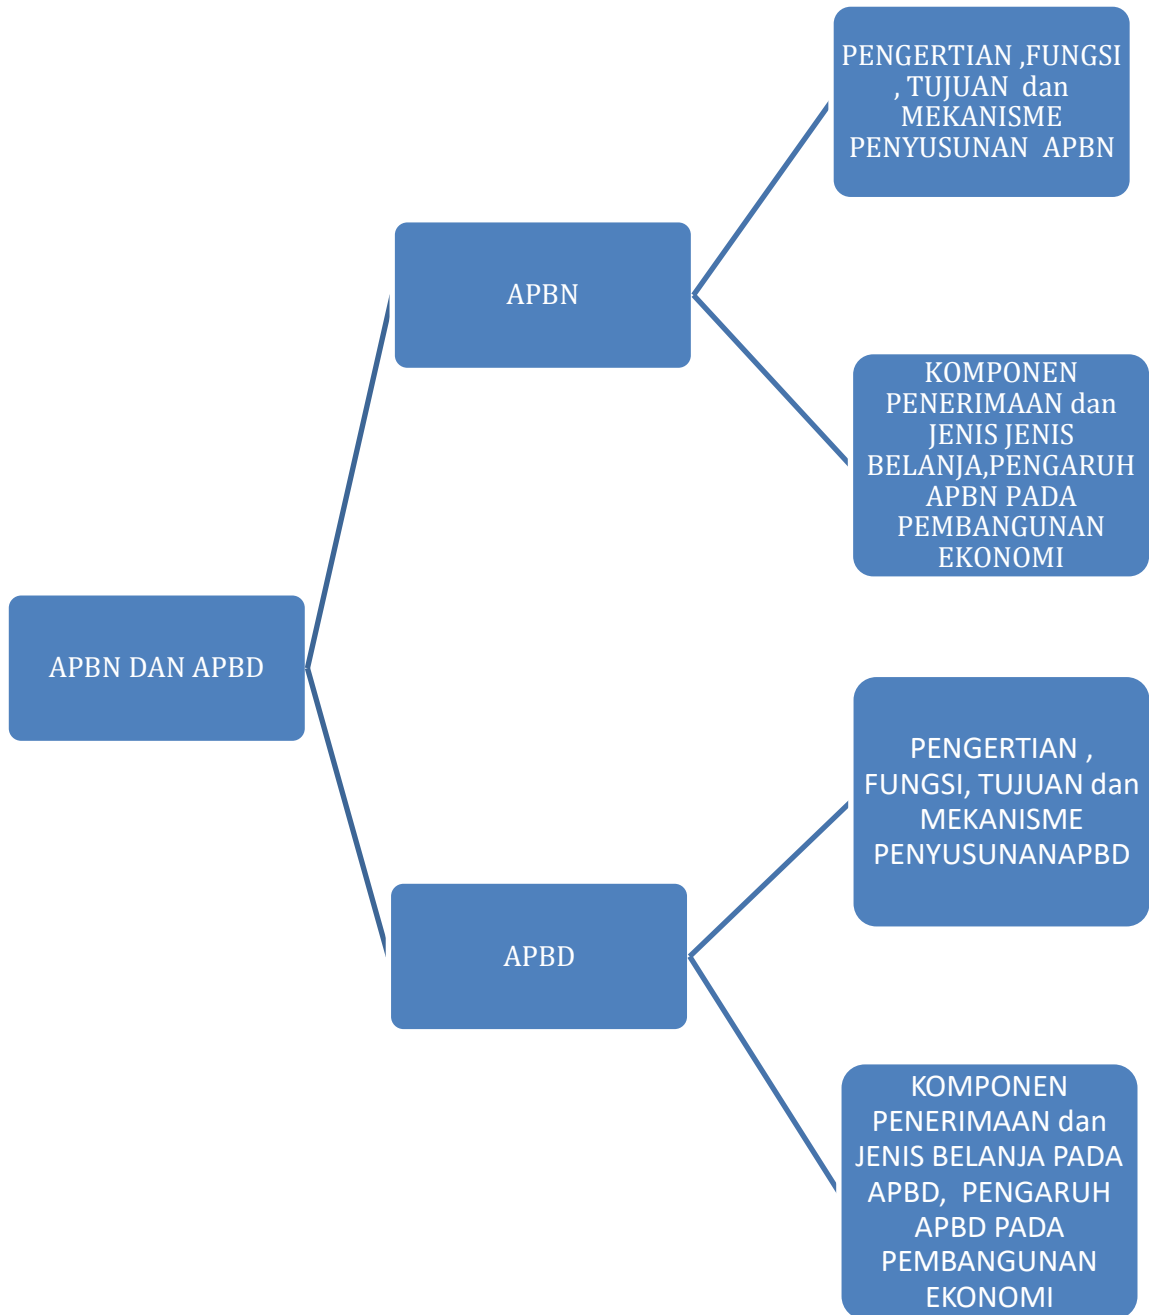 PENGERTIAN ,FUNGSI
, TUJUAN dan
MEKANISME
PENYUSUNAN APBN
APBN
KOMPONEN
PENERIMAAN dan
JENIS JENIS
BELANJA,PENGARUH
APBN PADA
PEMBANGUNAN
EKONOMI
APBN DAN APBD
PENGERTIAN ,
FUNGSI, TUJUAN dan
MEKANISME
PENYUSUNANAPBD
APBD
KOMPONEN
PENERIMAAN dan
JENIS BELANJA PADA
APBD, PENGARUH
APBD PADA
PEMBANGUNAN
EKONOMI